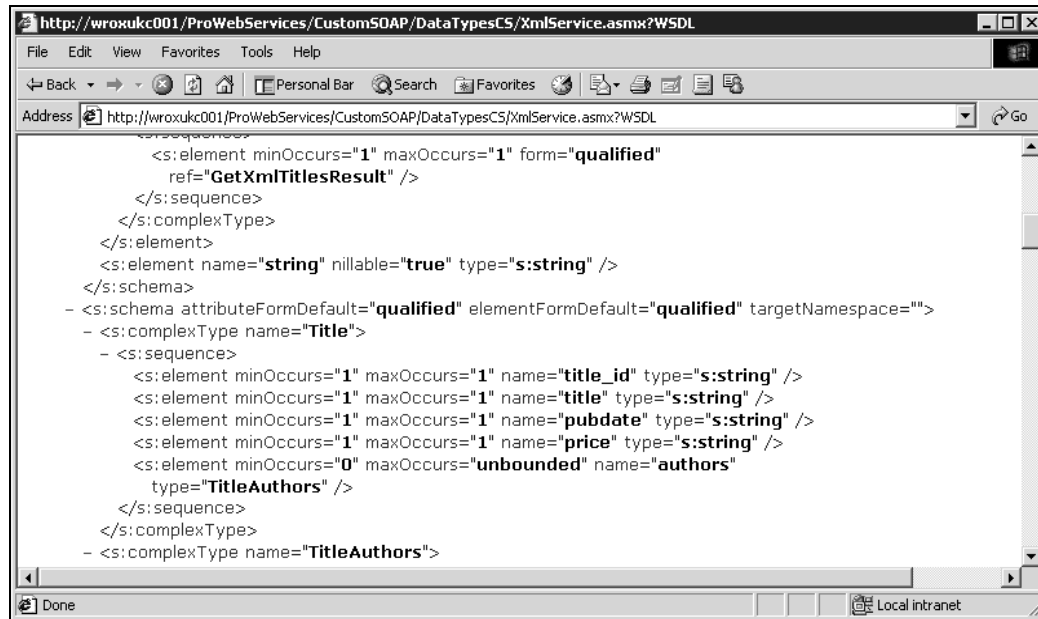 http://wroxukc001/ProWebServices/CustomSOAP/DataTypesCS/XmlService.asmx?WSDL
File Edit View Favorites Tools Help
Back Personal Bar Search Favorites
Address http://wroxukc001/ProWebServices/CustomSOAP/DataTypesCS/XmlService.asmx?WSDL Go
<s:sequence>
<s:element minOccurs="1" maxOccurs="1" form="qualified"
ref="GetXmlTitlesResult" />
</s:sequence>
</s:complexType>
</s:element>
<s:element name="string" nillable="true" type="s:string" />
</s:schema>
– <s:schema attributeFormDefault="qualified" elementFormDefault="qualified" targetNamespace="">
– <s:complexType name="Title">
– <s:sequence>
<s:element minOccurs="1" maxOccurs="1" name="title_id" type="s:string" />
<s:element minOccurs="1" maxOccurs="1" name="title" type="s:string" />
<s:element minOccurs="1" maxOccurs="1" name="pubdate" type="s:string" />
<s:element minOccurs="1" maxOccurs="1" name="price" type="s:string" />
<s:element minOccurs="0" maxOccurs="unbounded" name="authors"
type="TitleAuthors" />
</s:sequence>
</s:complexType>
– <s:complexType name="TitleAuthors">
Done Local intranet